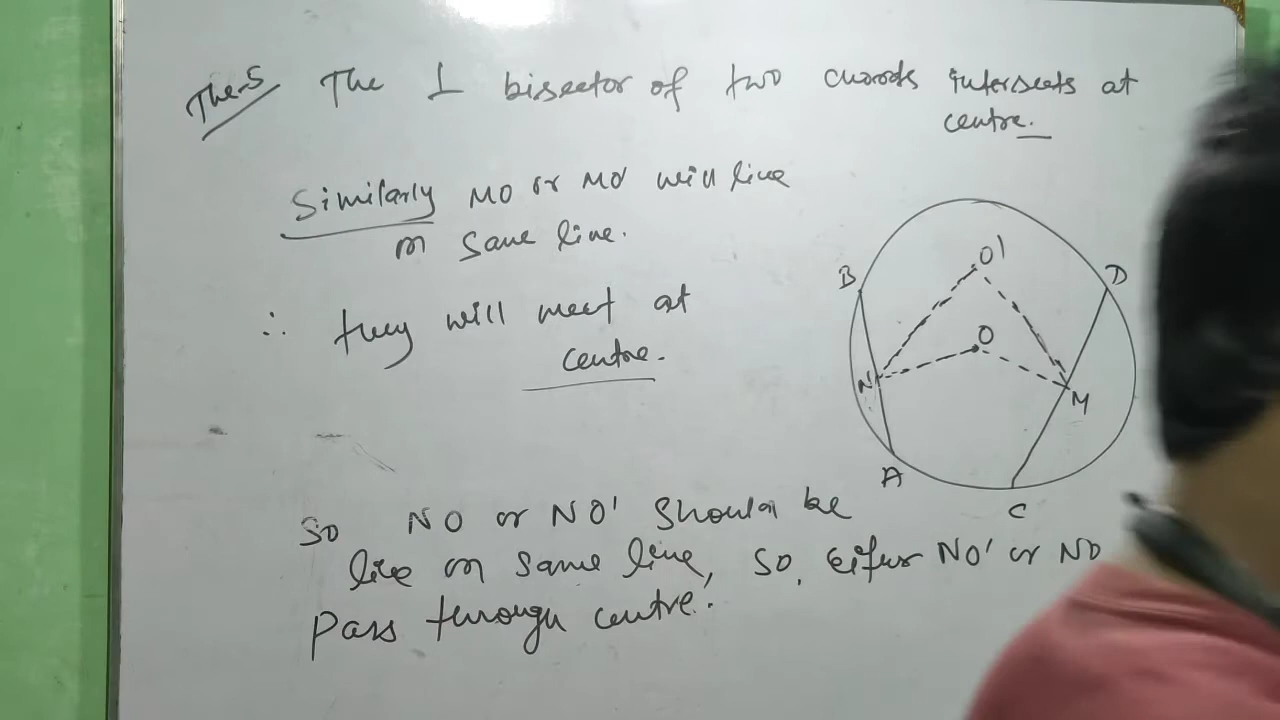 The-5 The ⊥ bisector of two chords intersects at
centre.
Similarly MO or MO' will lie
on same line.
∴ they will meet at
centre.
B
O'
D
O
N
M
A
C
So NO or NO' should be
lie on same line, so, either NO' or NO
pass through centre.